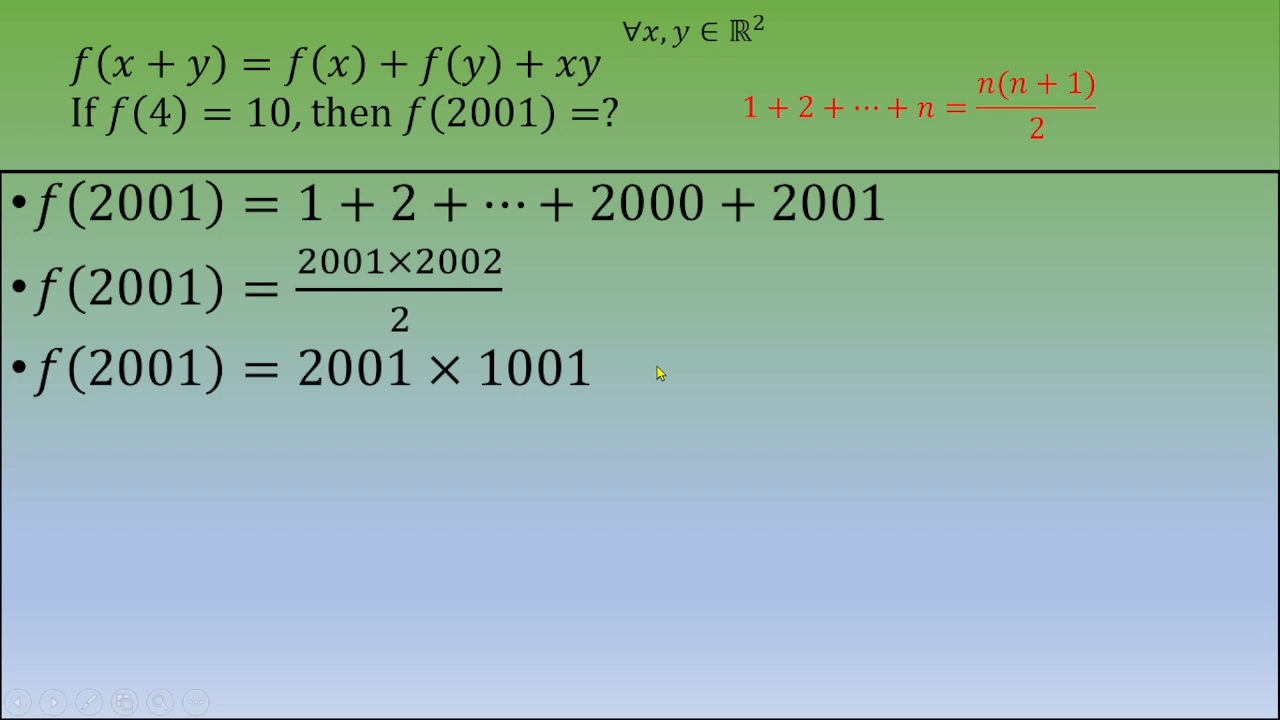 ∀x, y ∈ ℝ²
f(x + y) = f(x) + f(y) + xy
If f(4) = 10, then f(2001) =?
1 + 2 + ⋯ + n = n(n + 1)/2
•f(2001) = 1 + 2 + ⋯ + 2000 + 2001
•f(2001) = 2001×2002/2
•f(2001) = 2001 × 1001